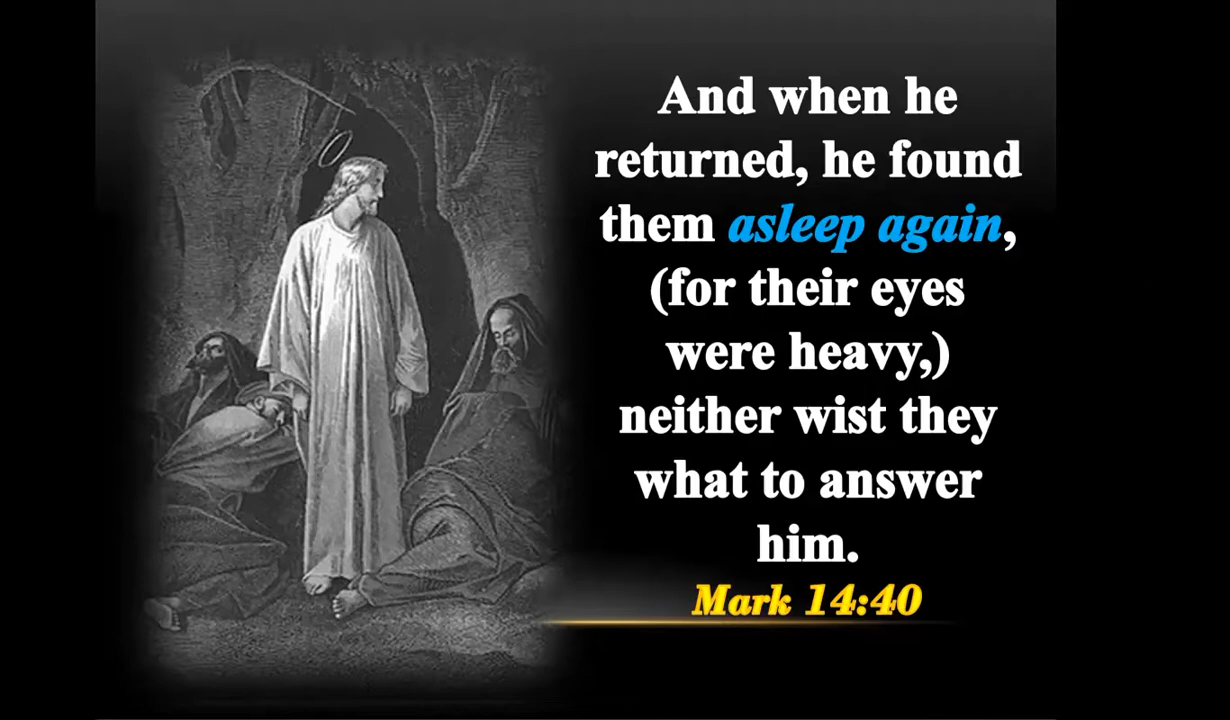 And when he
returned, he found
them asleep again,
(for their eyes
were heavy,)
neither wist they
what to answer
him.
Mark 14:40